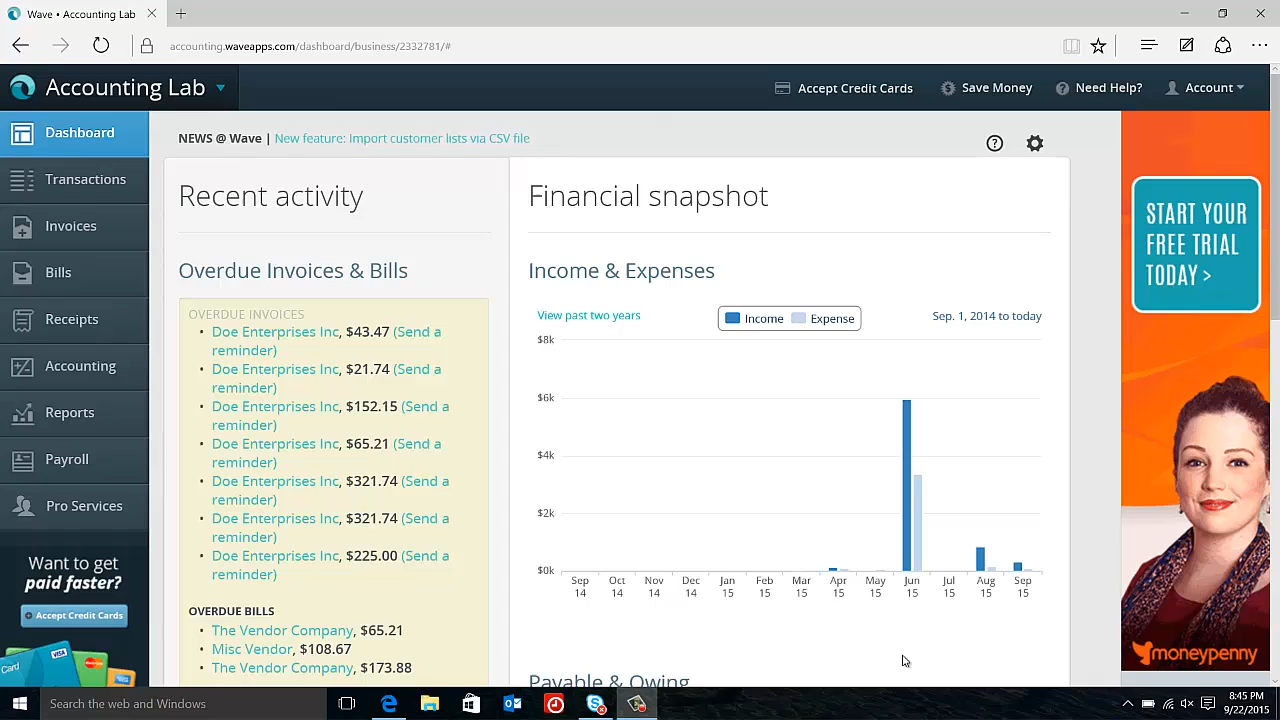 Wave • Accounting Lab
accounting.waveapps.com/dashboard/business/2332781/#
Accounting Lab
Accept Credit Cards
Save Money
Need Help?
Account
Dashboard
Transactions
Invoices
Bills
Receipts
Accounting
Reports
Payroll
Pro Services
Want to get
paid faster?
Accept Credit Cards
Card
VISA
NEWS @ Wave | New feature: Import customer lists via CSV file
Recent activity
Overdue Invoices & Bills
OVERDUE INVOICES
• Doe Enterprises Inc, $43.47 (Send a
reminder)
• Doe Enterprises Inc, $21.74 (Send a
reminder)
• Doe Enterprises Inc, $152.15 (Send a
reminder)
• Doe Enterprises Inc, $65.21 (Send a
reminder)
• Doe Enterprises Inc, $321.74 (Send a
reminder)
• Doe Enterprises Inc, $321.74 (Send a
reminder)
• Doe Enterprises Inc, $225.00 (Send a
reminder)
OVERDUE BILLS
• The Vendor Company, $65.21
• Misc Vendor, $108.67
• The Vendor Company, $173.88
Financial snapshot
Income & Expenses
View past two years
Income Expense
Sep. 1, 2014 to today
$8k
$6k
$4k
$2k
$0k
Sep Oct Nov Dec Jan Feb Mar Apr May Jun Jul Aug Sep
14 14 14 14 15 15 15 15 15 15 15 15 15
Payable & Owing
START YOUR
FREE TRIAL
TODAY >
moneypenny
Search the web and Windows
8:45 PM
9/22/2015